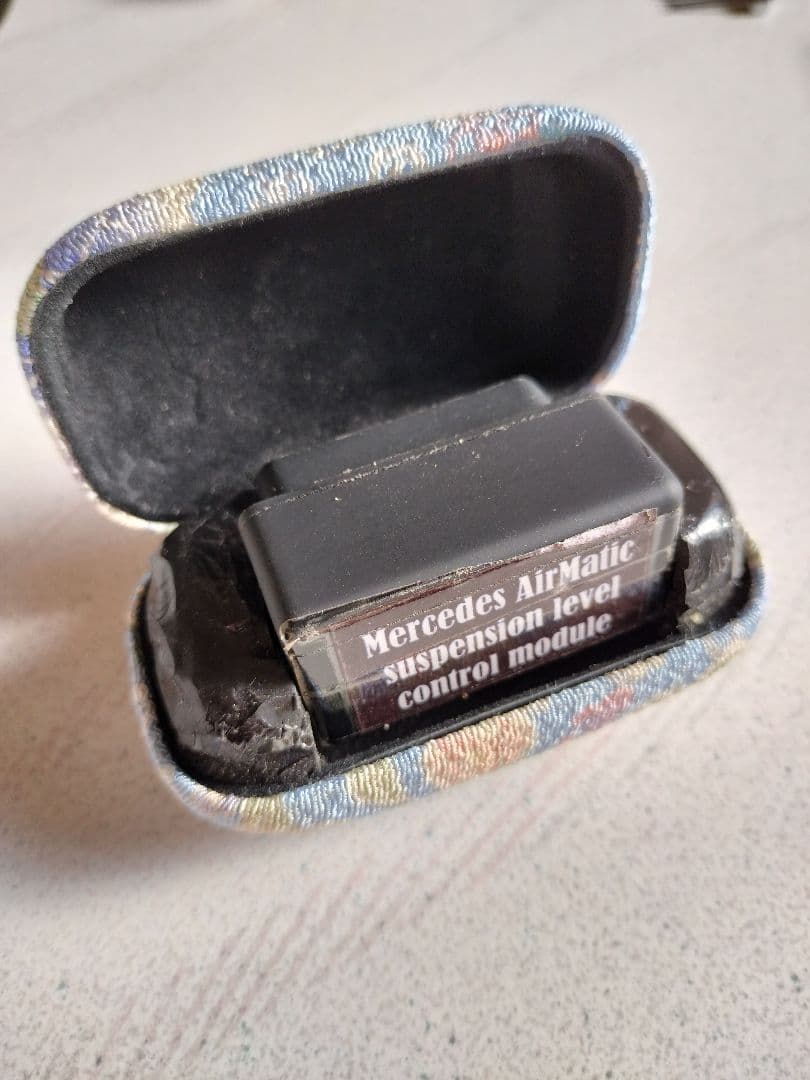 Mercedes AirMatic
suspension level
control module